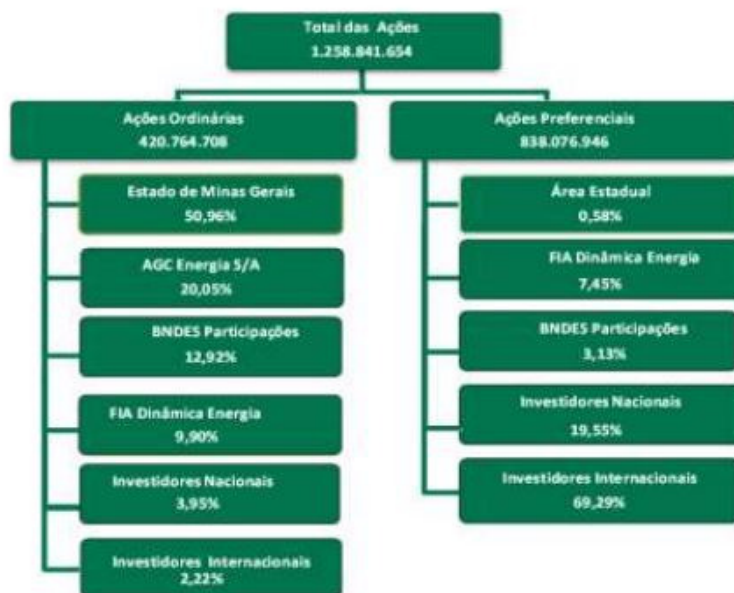 Total das Ações
1.258.841.654
Ações Ordinárias
420.764.708
Estado de Minas Gerais
50,96%
AGC Energia S/A
20,05%
BNDES Participações
12,92%
FIA Dinâmica Energia
9,90%
Investidores Nacionais
3,95%
Investidores Internacionais
2,22%
Ações Preferenciais
838.076.946
Área Estadual
0,58%
FIA Dinâmica Energia
7,45%
BNDES Participações
3,13%
Investidores Nacionais
19,55%
Investidores Internacionais
69,29%